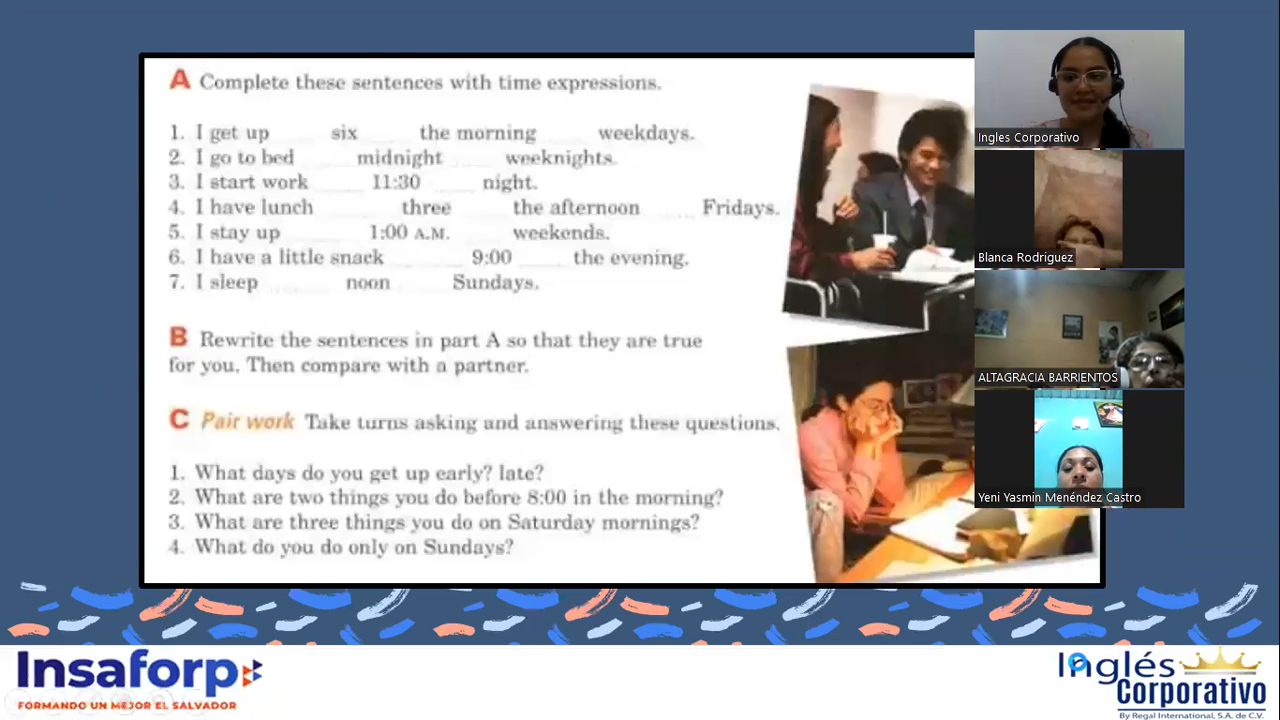 A Complete these sentences with time expressions.
1. I get up six the morning weekdays.
2. I go to bed midnight weeknights.
3. I start work 11:30 night.
4. I have lunch three the afternoon Fridays.
5. I stay up 1:00 A.M. weekends.
6. I have a little snack 9:00 the evening.
7. I sleep noon Sundays.
B Rewrite the sentences in part A so that they are true
for you. Then compare with a partner.
C Pair work Take turns asking and answering these questions.
1. What days do you get up early? late?
2. What are two things you do before 8:00 in the morning?
3. What are three things you do on Saturday mornings?
4. What do you do only on Sundays?
Ingles Corporativo
Blanca Rodriguez
ALTAGRACIA BARRIENTOS
Yeni Yasmin Menéndez Castro
Insaforp
FORMANDO UN MEJOR EL SALVADOR
Inglés
Corporativo
By Regal International, S.A. de C.V.